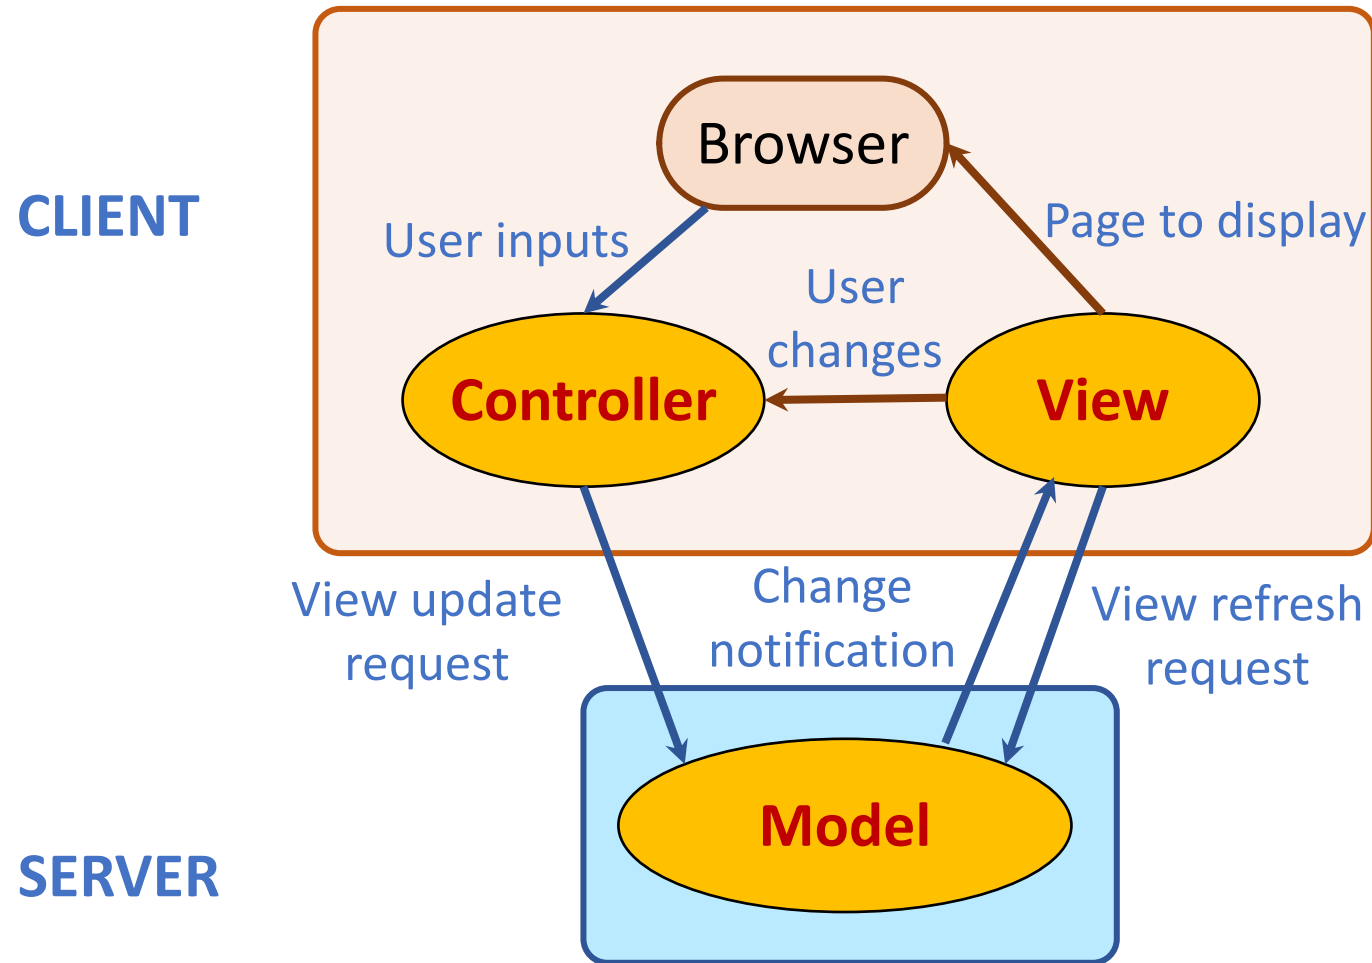 Browser
CLIENT
User inputs
Page to display
User
changes
Controller
View
View update
request
Change
notification
View refresh
request
Model
SERVER